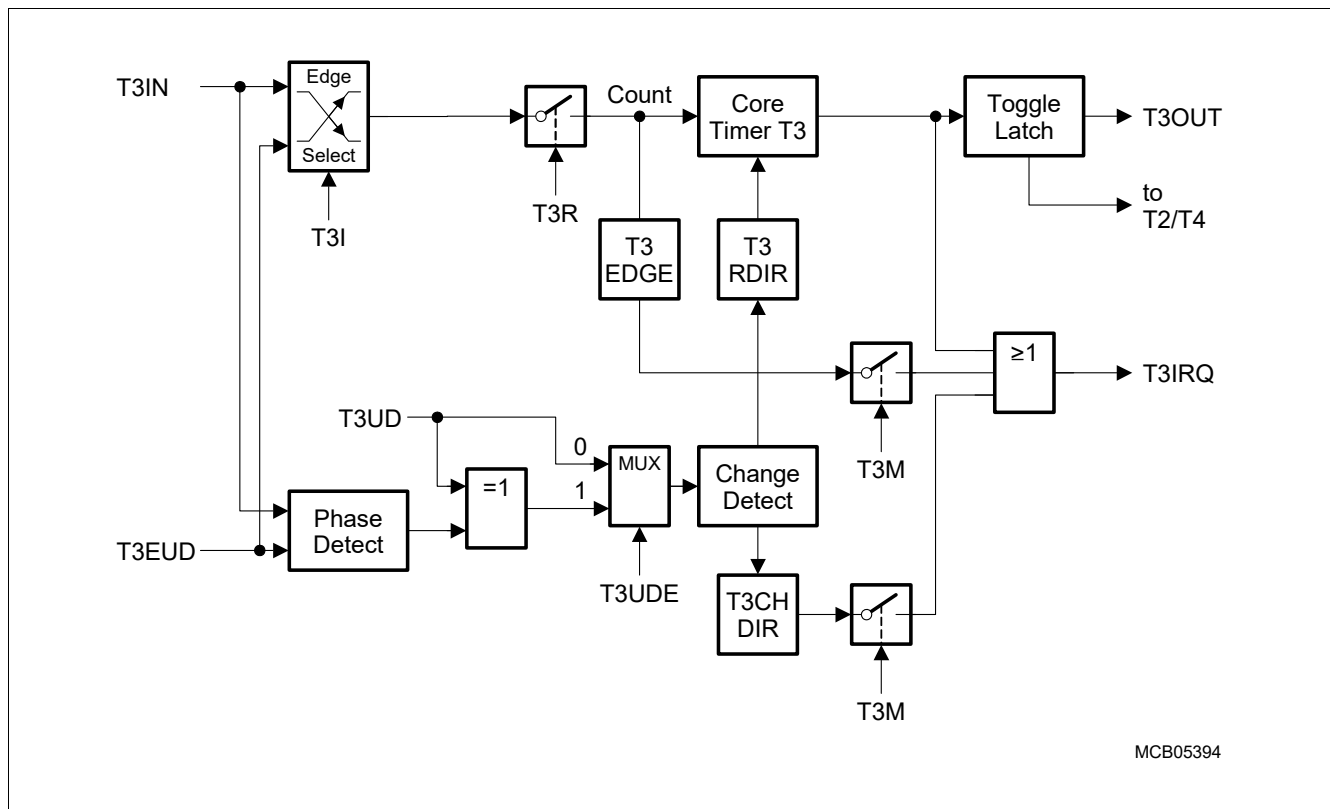 T3IN
Edge
Select
T3I
T3R
Count
Core
Timer T3
Toggle
Latch
T3OUT
to
T2/T4
T3
EDGE
T3
RDIR
≥1
T3IRQ
T3M
T3UD
0
1
MUX
=1
Change
Detect
Phase
Detect
T3EUD
T3UDE
T3CH
DIR
T3M
MCB05394